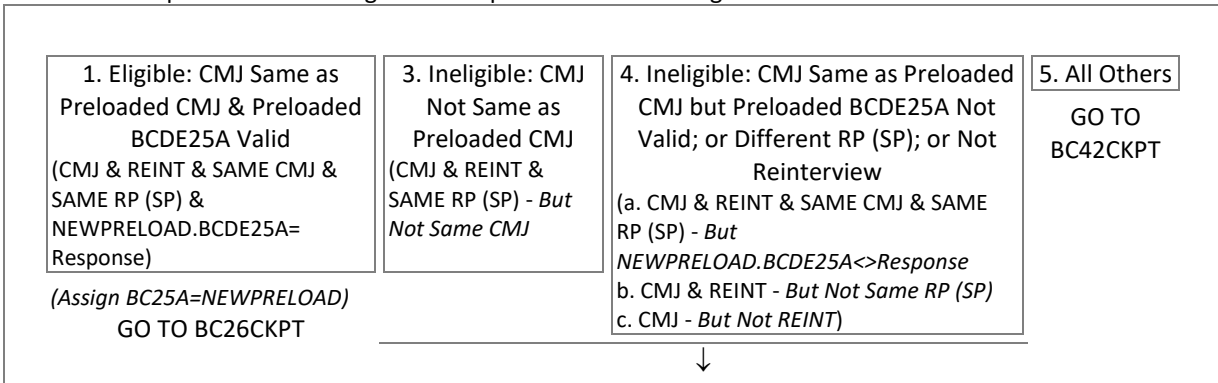 1. Eligible: CMJ Same as
Preloaded CMJ & Preloaded
BCDE25A Valid
(CMJ & REINT & SAME CMJ &
SAME RP (SP) &
NEWPRELOAD.BCDE25A=
Response)
(Assign BC25A=NEWPRELOAD)
GO TO BC26CKPT
3. Ineligible: CMJ
Not Same as
Preloaded CMJ
(CMJ & REINT &
SAME RP (SP) - But
Not Same CMJ
4. Ineligible: CMJ Same as Preloaded
CMJ but Preloaded BCDE25A Not
Valid; or Different RP (SP); or Not
Reinterview
(a. CMJ & REINT & SAME CMJ & SAME
RP (SP) - But
NEWPRELOAD.BCDE25A<>Response
b. CMJ & REINT - But Not Same RP (SP)
c. CMJ - But Not REINT)
5. All Others
GO TO
BC42CKPT
↓